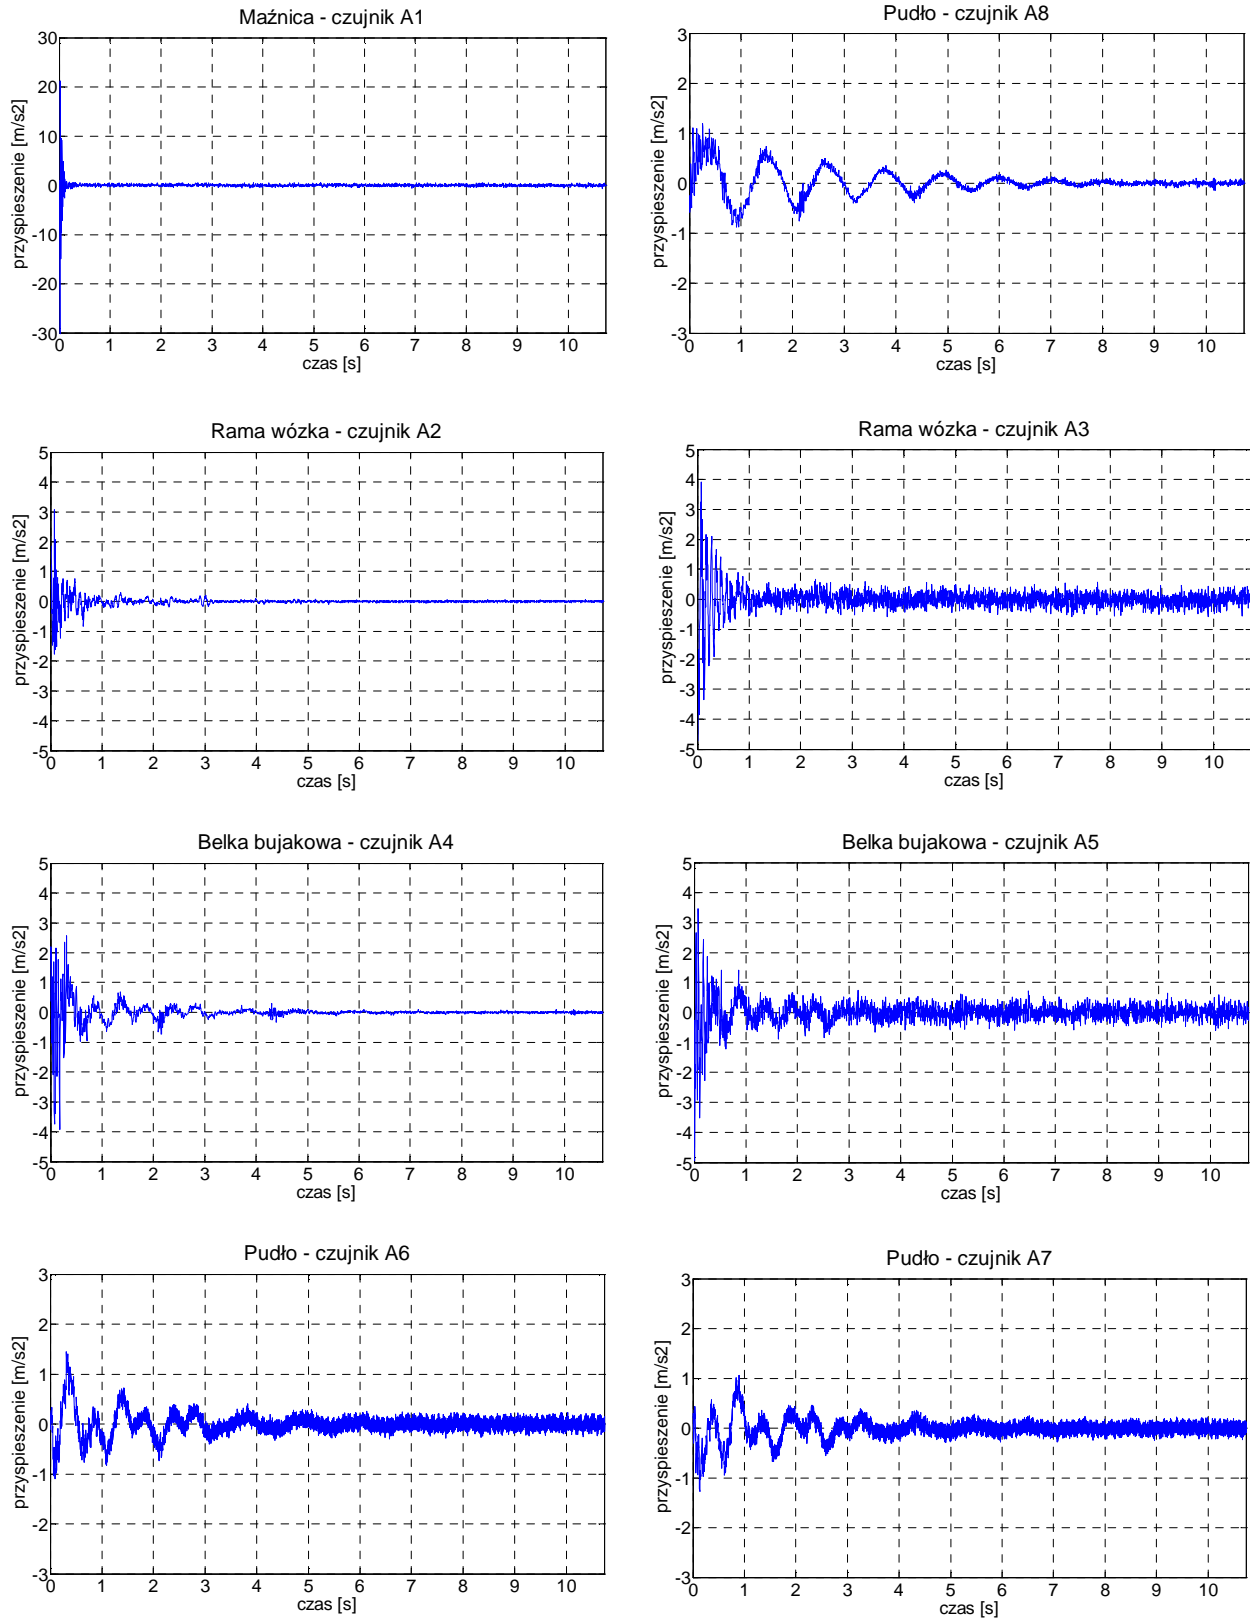 Maźnica - czujnik A1
przyspieszenie [m/s2]
30
20
10
0
-10
-20
-30
0 1 2 3 4 5 6 7 8 9 10
czas [s]
Pudło - czujnik A8
przyspieszenie [m/s2]
3
2
1
0
-1
-2
-3
0 1 2 3 4 5 6 7 8 9 10
czas [s]
Rama wózka - czujnik A2
przyspieszenie [m/s2]
5
4
3
2
1
0
-1
-2
-3
-4
-5
0 1 2 3 4 5 6 7 8 9 10
czas [s]
Rama wózka - czujnik A3
przyspieszenie [m/s2]
5
4
3
2
1
0
-1
-2
-3
-4
-5
0 1 2 3 4 5 6 7 8 9 10
czas [s]
Belka bujakowa - czujnik A4
przyspieszenie [m/s2]
5
4
3
2
1
0
-1
-2
-3
-4
-5
0 1 2 3 4 5 6 7 8 9 10
czas [s]
Belka bujakowa - czujnik A5
przyspieszenie [m/s2]
5
4
3
2
1
0
-1
-2
-3
-4
-5
0 1 2 3 4 5 6 7 8 9 10
czas [s]
Pudło - czujnik A6
przyspieszenie [m/s2]
3
2
1
0
-1
-2
-3
0 1 2 3 4 5 6 7 8 9 10
czas [s]
Pudło - czujnik A7
przyspieszenie [m/s2]
3
2
1
0
-1
-2
-3
0 1 2 3 4 5 6 7 8 9 10
czas [s]